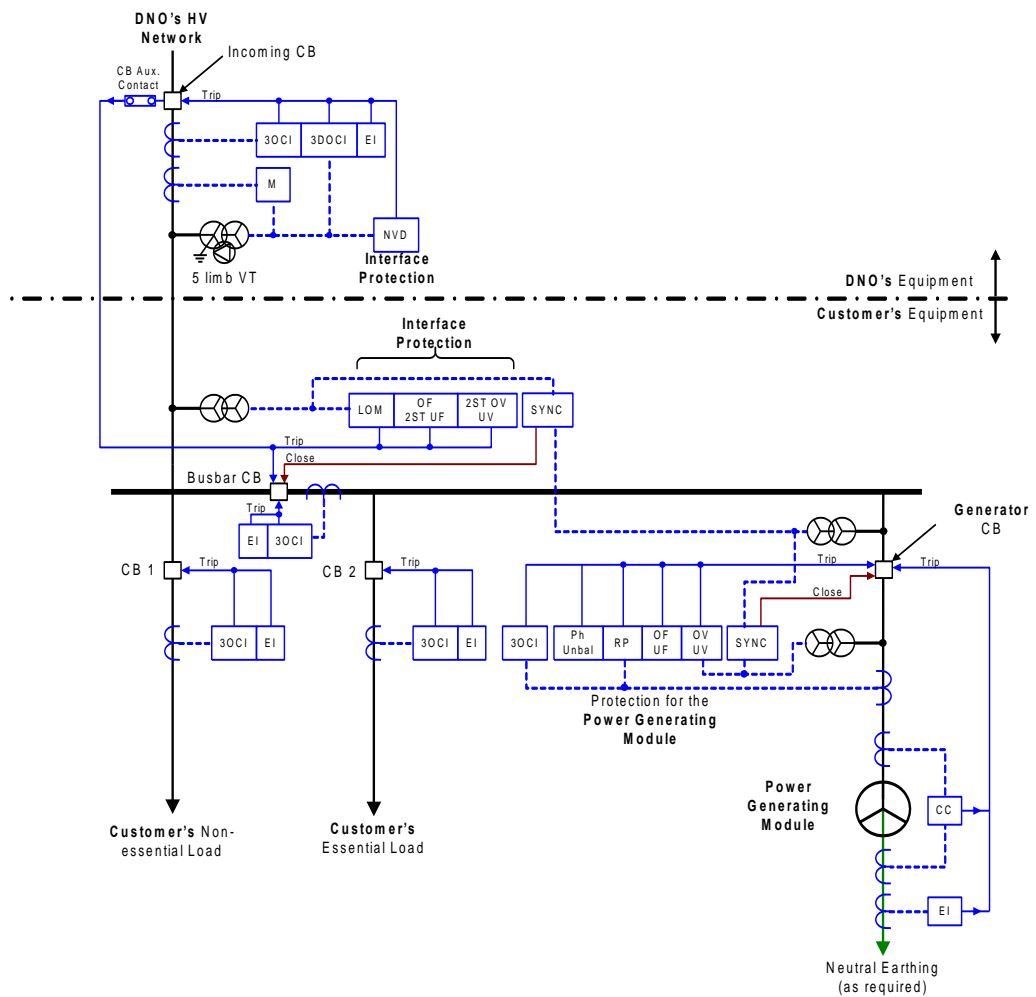 DNO's HV
Network
Incoming CB
CB Aux.
Contact
Trip
3OCI
3DOCI
EI
M
NVD
Interface
Protection
5 limb VT
DNO's Equipment
Customer's Equipment
Interface
Protection
LOM
OF
2ST UF
2ST OV
UV
SYNC
Trip
Close
Busbar CB
Trip
EI
3OCI
Generator
CB
CB 1
Trip
CB 2
Trip
Trip
Trip
Close
3OCI
EI
3OCI
EI
3OCI
Ph
Unbal
RP
OF
UF
OV
UV
SYNC
Protection for the
Power Generating
Module
Power
Generating
Module
CC
Customer's Non-
essential Load
Customer's
Essential Load
EI
Neutral Earthing
(as required)